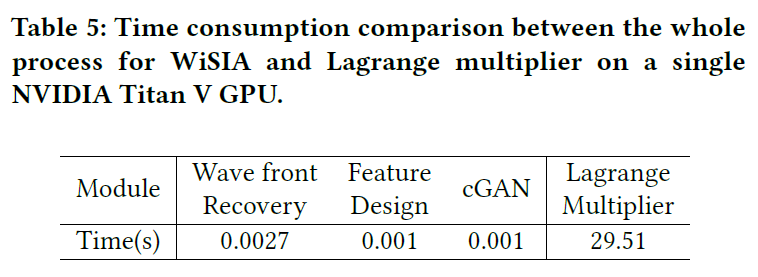 Table 5: Time consumption comparison between the whole
process for WiSIA and Lagrange multiplier on a single
NVIDIA Titan V GPU.
Module Wave front Recovery Feature Design cGAN Lagrange Multiplier
Time(s) 0.0027 0.001 0.001 29.51